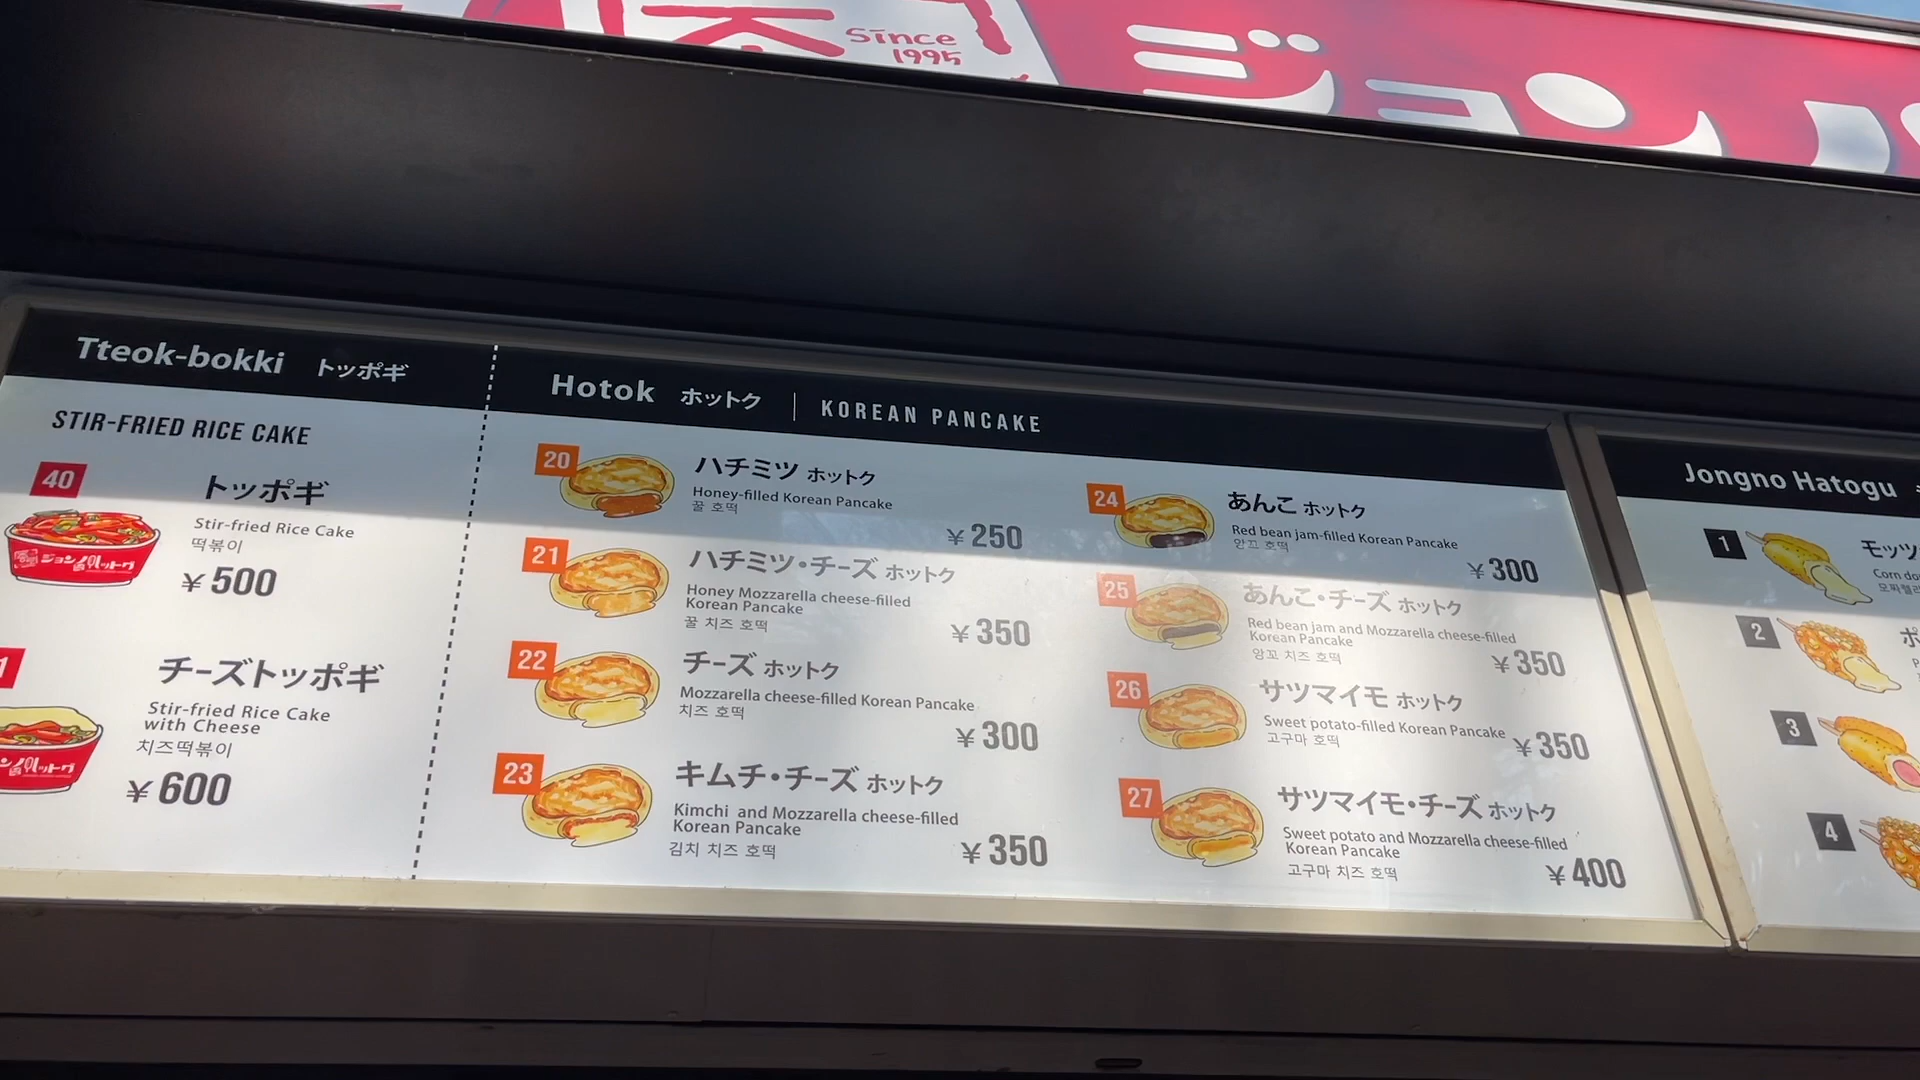 Since
1995
ジョン
Tteok-bokki トッポギ
STIR-FRIED RICE CAKE
40
トッポギ
Stir-fried Rice Cake
떡볶이
¥500
チーズトッポギ
Stir-fried Rice Cake
with Cheese
치즈떡볶이
¥600
Hotok ホットク | KOREAN PANCAKE
20
ハチミツ ホットク
Honey-filled Korean Pancake
꿀 호떡
¥250
21
ハチミツ・チーズ ホットク
Honey Mozzarella cheese-filled
Korean Pancake
꿀 치즈 호떡
¥350
22
チーズ ホットク
Mozzarella cheese-filled Korean Pancake
치즈 호떡
¥300
23
キムチ・チーズ ホットク
Kimchi and Mozzarella cheese-filled
Korean Pancake
김치 치즈 호떡
¥350
24
あんこ ホットク
Red bean jam-filled Korean Pancake
앙꼬 호떡
¥300
25
あんこ・チーズ ホットク
Red bean jam and Mozzarella cheese-filled
Korean Pancake
앙꼬 치즈 호떡
¥350
26
サツマイモ ホットク
Sweet potato-filled Korean Pancake
고구마 호떡
¥350
27
サツマイモ・チーズ ホットク
Sweet potato and Mozzarella cheese-filled
Korean Pancake
고구마 치즈 호떡
¥400
Jongno Hatogu
1
モッツ
Corn do
2
ポ
3
4